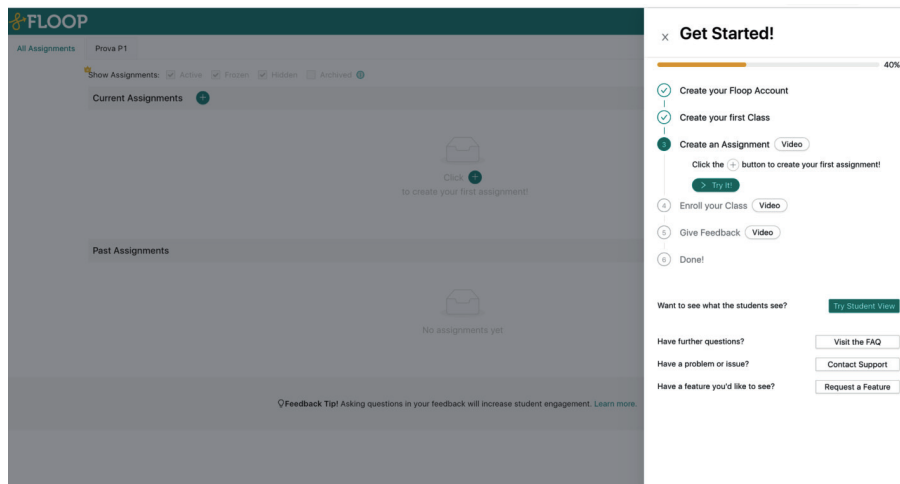 FLOOP
All Assignments Prova P1
Show Assignments: Active Frozen Hidden Archived
Current Assignments
Click
to create your first assignment!
Past Assignments
No assignments yet
Feedback Tip! Asking questions in your feedback will increase student engagement. Learn more.
x Get Started!
40%
Create your Floop Account
Create your first Class
3 Create an Assignment Video
Click the + button to create your first assignment!
> Try It!
4 Enroll your Class Video
5 Give Feedback Video
6 Done!
Want to see what the students see? Try Student View
Have further questions? Visit the FAQ
Have a problem or issue? Contact Support
Have a feature you'd like to see? Request a Feature